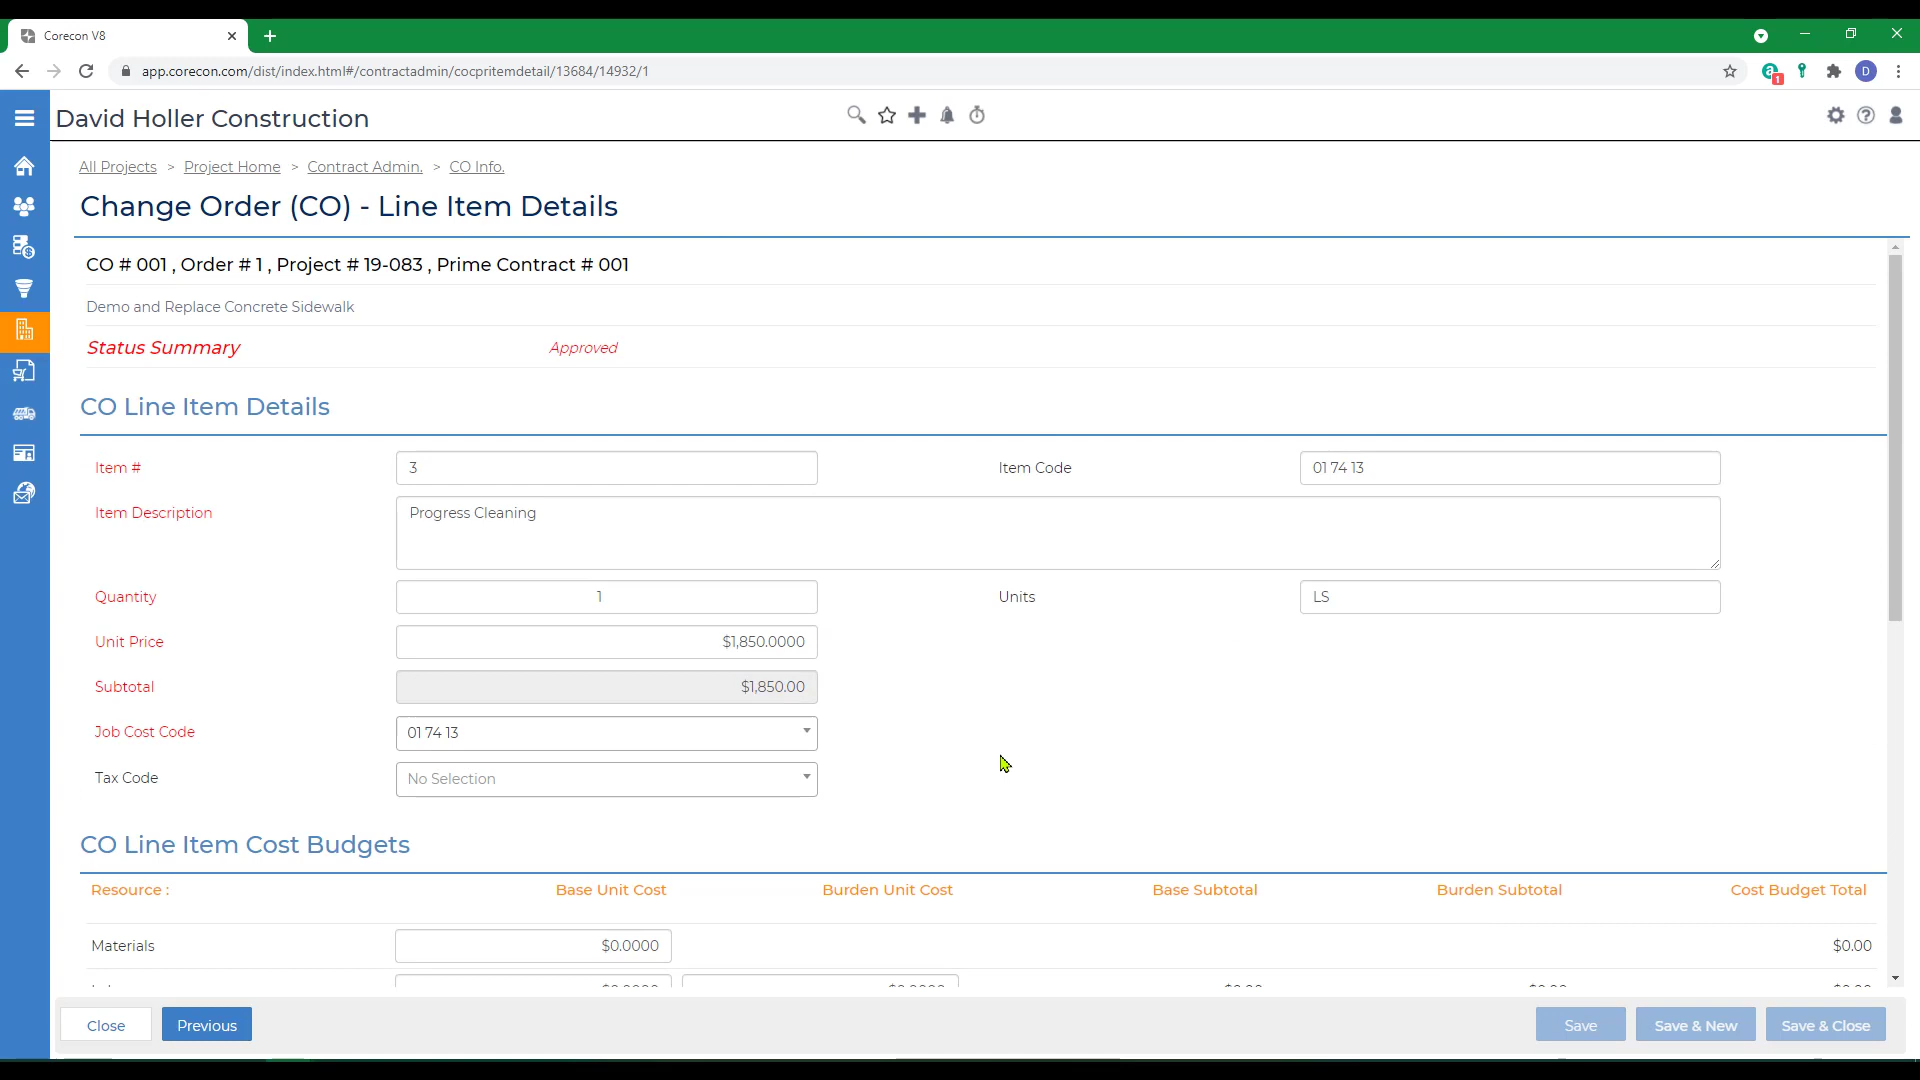 Corecon V8
app.corecon.com/dist/index.html#/contractadmin/cocpritemdetail/13684/14932/1
1
D
David Holler Construction
All Projects > Project Home > Contract Admin. > CO Info.
Change Order (CO) - Line Item Details
CO # 001 , Order # 1 , Project # 19-083 , Prime Contract # 001
Demo and Replace Concrete Sidewalk
Status Summary Approved
CO Line Item Details
Item # 3 Item Code 01 74 13
Item Description Progress Cleaning
Quantity 1 Units LS
Unit Price $1,850.0000
Subtotal $1,850.00
Job Cost Code 01 74 13
Tax Code No Selection
CO Line Item Cost Budgets
Resource : Base Unit Cost Burden Unit Cost Base Subtotal Burden Subtotal Cost Budget Total
Materials $0.0000 $0.00
Close Previous Save Save & New Save & Close